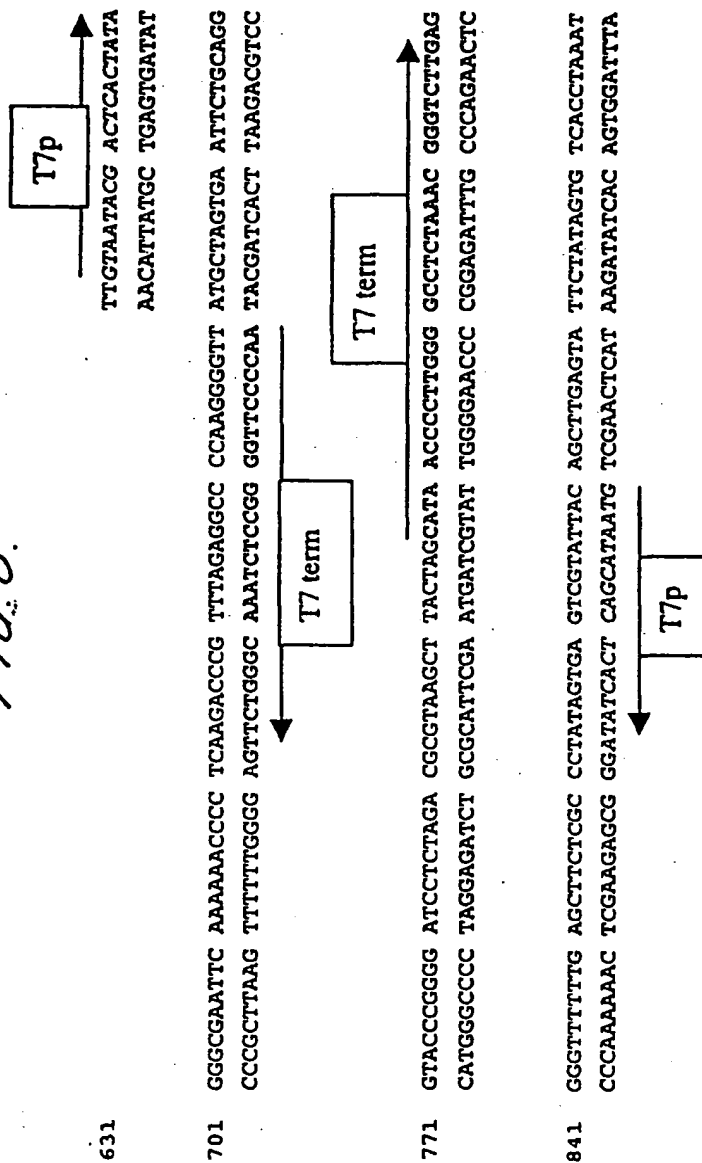 T7p
631 TTGTAATACG ACTCACTATA
AACATTATGC TGAGTGATAT
701 GGGCGAATTC AAAAAACCCC TCAAGACCCG TTTAGAGGCC CCAAGGGGTT ATGCTAGTGA ATTCTGCAGG
CCCGCTTAAG TTTTTTGGGG AGTTCTGGGC AAATCTCCGG GGTTCCCCAA TACGATCACT TAAGACGTCC
T7 term
T7 term
771 GTACCCGGGG ATCCTCTAGA CGCGTAAGCT TACTAGCATA ACCCCTTGGG GCCTCTAAAC GGGTCTTGAG
CATGGGCCCC TAGGAGATCT GCGCATTCGA ATGATCGTAT TGGGGAACCC CGGAGATTTG CCCAGAACTC
841 GGGTTTTTTG AGCTTCTCGC CCTATAGTGA GTCGTATTAC AGCTTGAGTA TTCTATAGTG TCACCTAAAT
CCCAAAAAAC TCGAAGAGCG GGATATCACT CAGCATAATG TCGAACTCAT AAGATATCAC AGTGGATTTA
T7p